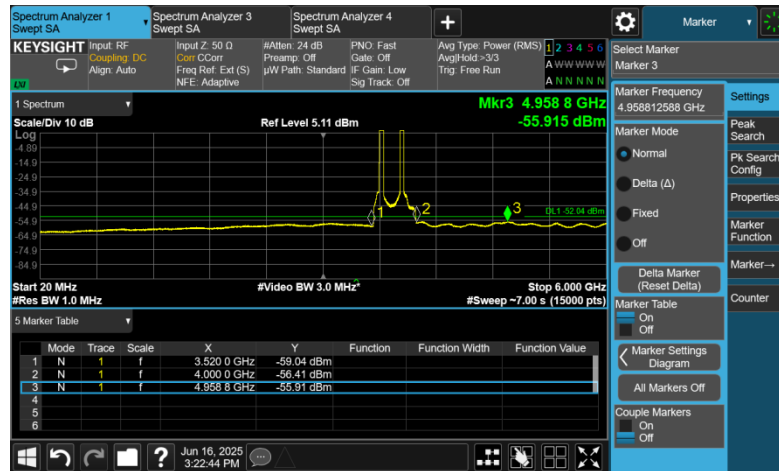 Spectrum Analyzer 1
Swept SA
Spectrum Analyzer 3
Swept SA
Spectrum Analyzer 4
Swept SA
Marker
KEYSIGHT
Input: RF
Coupling: DC
Align: Auto
Input Z: 50 Ω
Corr CCorr
Freq Ref: Ext (S)
NFE: Adaptive
#Atten: 24 dB
Preamp: Off
µW Path: Standard
PNO: Fast
Gate: Off
IF Gain: Low
Sig Track: Off
Avg Type: Power (RMS)
Avg|Hold:>3/3
Trig: Free Run
1 2 3 4 5 6
A W W W W W
A N N N N N
LXI
1 Spectrum
Scale/Div 10 dB
Ref Level 5.11 dBm
Mkr3 4.958 8 GHz
-55.915 dBm
Log
-4.89
-14.9
-24.9
-34.9
-44.9
-54.9
-64.9
-74.9
-84.9
1
2
3
DL1 -52.04 dBm
Start 20 MHz
#Video BW 3.0 MHz*
Stop 6.000 GHz
#Res BW 1.0 MHz
#Sweep ~7.00 s (15000 pts)
5 Marker Table
Mode Trace Scale X Y Function Function Width Function Value
1 N 1 f 3.520 0 GHz -59.04 dBm
2 N 1 f 4.000 0 GHz -56.41 dBm
3 N 1 f 4.958 8 GHz -55.91 dBm
4
5
6
Jun 16, 2025
3:22:44 PM
Select Marker
Marker 3
Marker Frequency
4.958812588 GHz
Marker Mode
Normal
Delta (Δ)
Fixed
Off
Delta Marker
(Reset Delta)
Marker Table
On
Off
Marker Settings
Diagram
All Markers Off
Couple Markers
On
Off
Settings
Peak
Search
Pk Search
Config
Properties
Marker
Function
Marker→
Counter